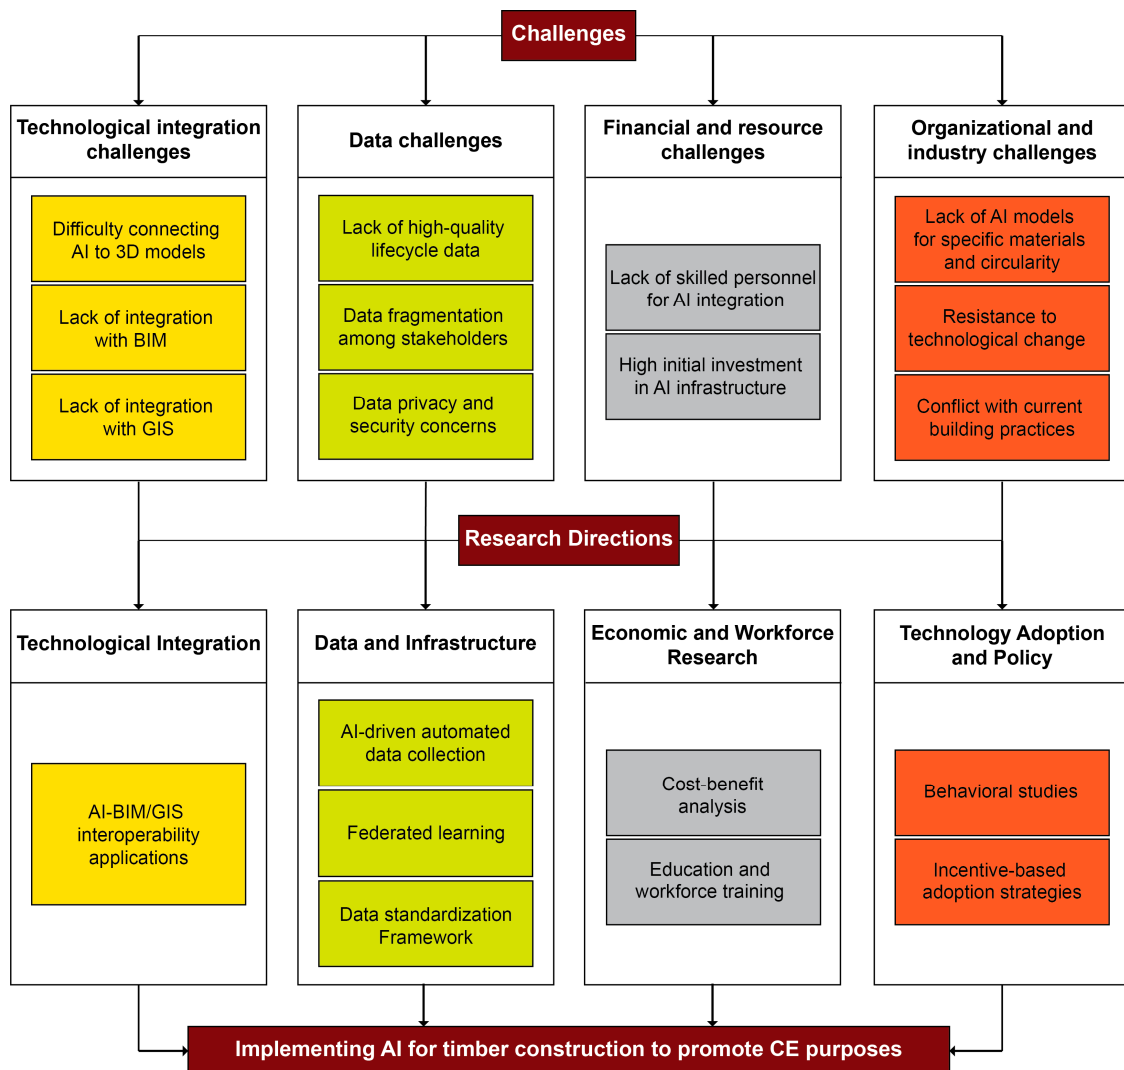 Challenges
Technological integration
challenges
Difficulty connecting
AI to 3D models
Lack of integration
with BIM
Lack of integration
with GIS
Data challenges
Lack of high-quality
lifecycle data
Data fragmentation
among stakeholders
Data privacy and
security concerns
Financial and resource
challenges
Lack of skilled personnel
for AI integration
High initial investment
in AI infrastructure
Organizational and
industry challenges
Lack of AI models
for specific materials
and circularity
Resistance to
technological change
Conflict with current
building practices
Research Directions
Technological Integration
AI-BIM/GIS
interoperability
applications
Data and Infrastructure
AI-driven automated
data collection
Federated learning
Data standardization
Framework
Economic and Workforce
Research
Cost-benefit
analysis
Education and
workforce training
Technology Adoption
and Policy
Behavioral studies
Incentive-based
adoption strategies
Implementing AI for timber construction to promote CE purposes